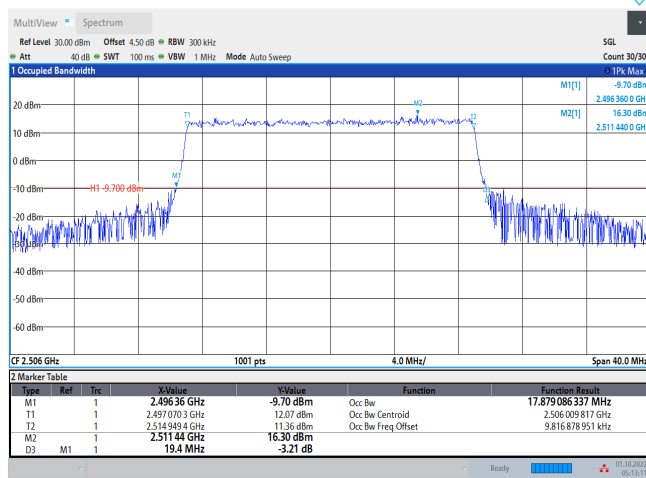 MultiView Spectrum
Ref Level 30.00 dBm Offset 4.50 dB RBW 300 kHz SGL
Att 40 dB SWT 100 ms VBW 1 MHz Mode Auto Sweep Count 30/30
1 Occupied Bandwidth 1Pk Max
M1[1] -9.70 dBm
2.496 360 0 GH
M2[1] 16.30 dBm
2.511 440 0 GH
20 dBm
T1 M2 T2
10 dBm
0 dBm
M1
-10 dBm H1 -9.700 dBm
-20 dBm
-30 dBm
-40 dBm
-50 dBm
-60 dBm
CF 2.506 GHz 1001 pts 4.0 MHz/ Span 40.0 MHz
2 Marker Table
Type Ref Trc X-Value Y-Value Function Function Result
M1 1 2.496 36 GHz -9.70 dBm Occ Bw 17.879 086 337 MHz
T1 1 2.497 070 3 GHz 12.07 dBm Occ Bw Centroid 2.506 009 817 GHz
T2 1 2.514 949 4 GHz 11.36 dBm Occ Bw Freq Offset 9.816 878 951 kHz
M2 1 2.511 44 GHz 16.30 dBm
D3 M1 1 19.4 MHz -3.21 dB
Ready 01.10.2022
05:13:11